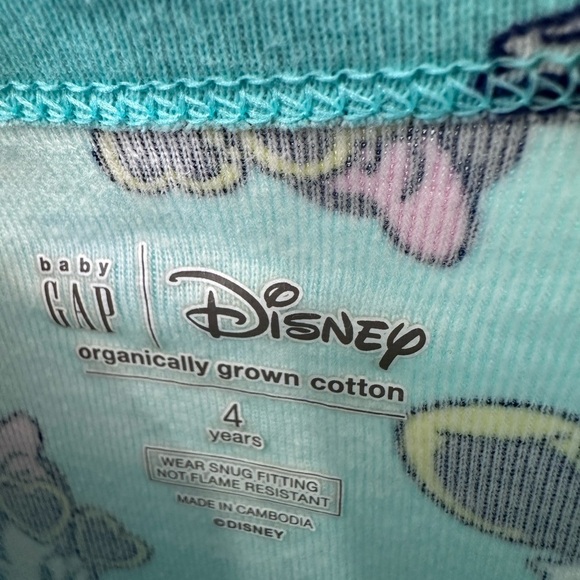 baby
GAP | Disney
organically grown cotton
4
years
WEAR SNUG FITTING
NOT FLAME RESISTANT
MADE IN CAMBODIA
©DISNEY